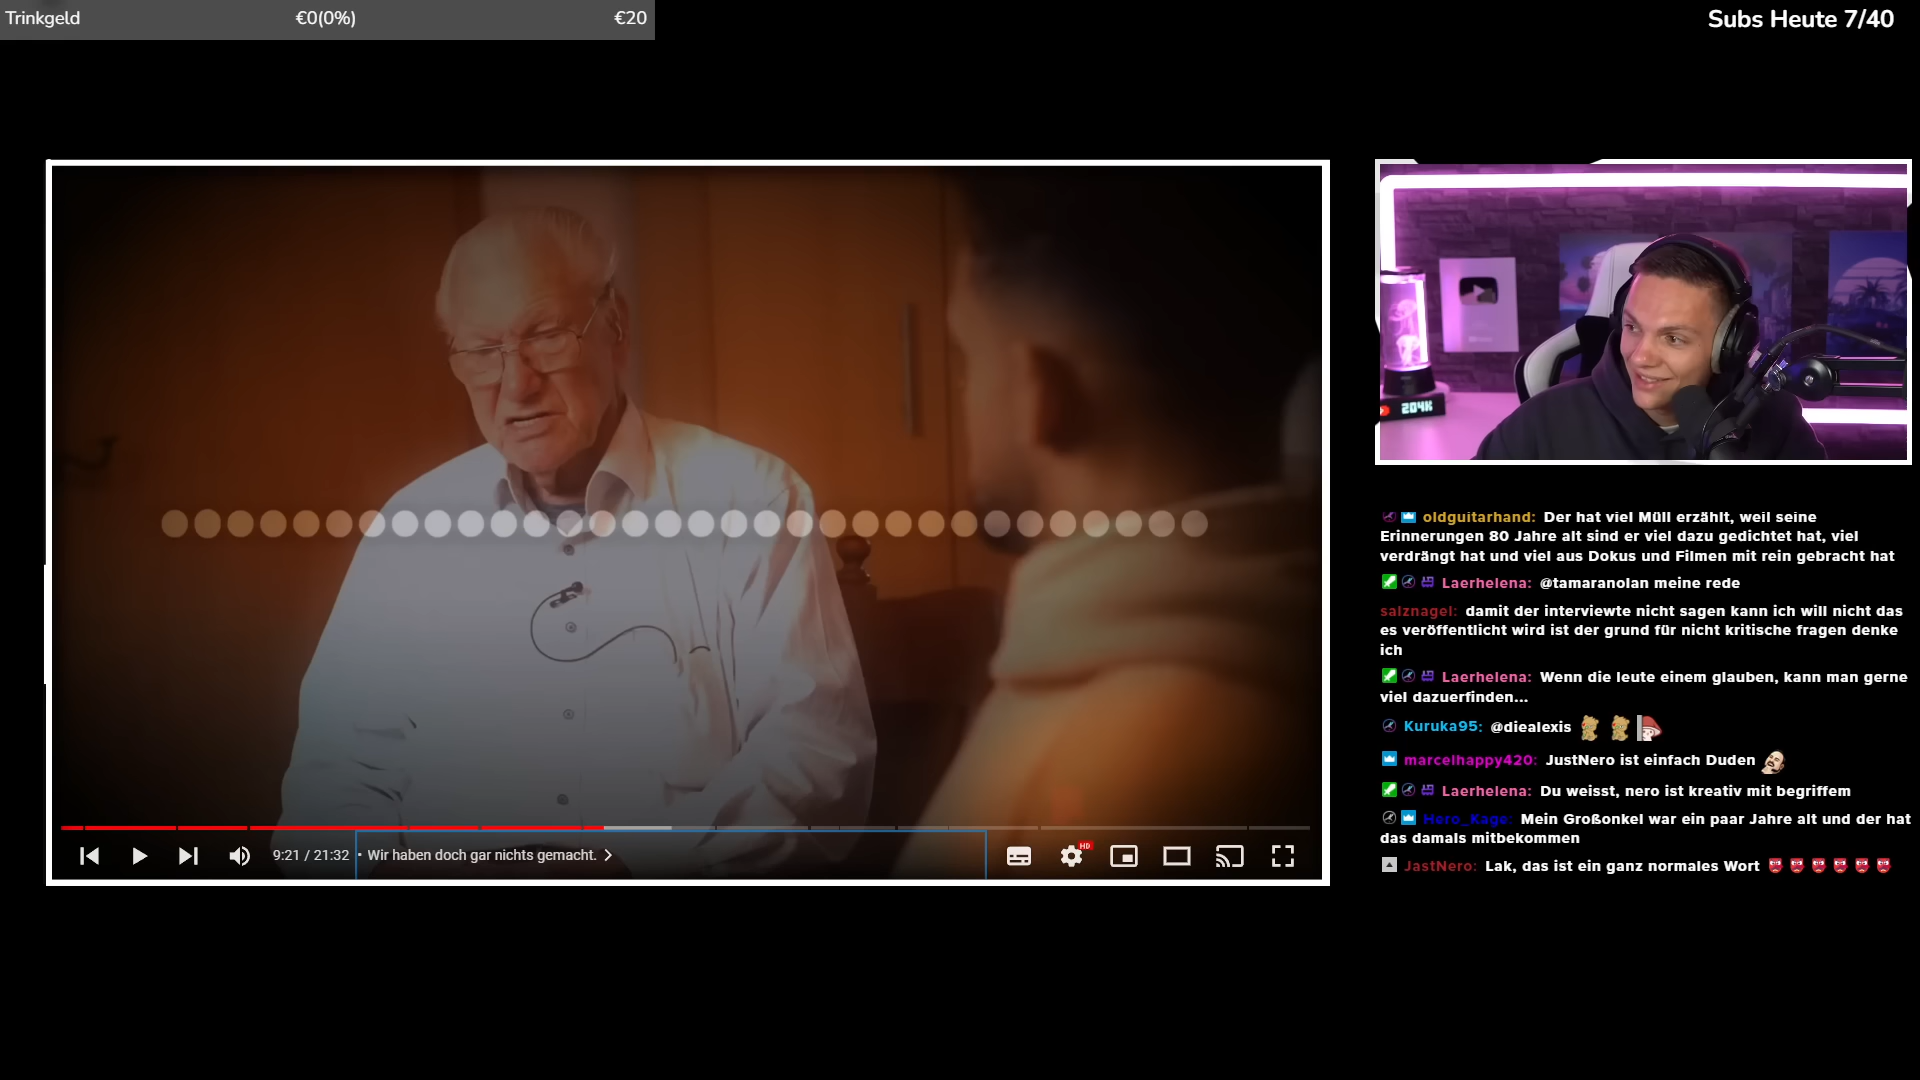 Trinkgeld €0(0%) €20
Subs Heute 7/40
204K
oldguitarhand: Der hat viel Müll erzählt, weil seine
Erinnerungen 80 Jahre alt sind er viel dazu gedichtet hat, viel
verdrängt hat und viel aus Dokus und Filmen mit rein gebracht hat
Laerhelena: @tamaranolan meine rede
salznagel: damit der interviewte nicht sagen kann ich will nicht das
es veröffentlicht wird ist der grund für nicht kritische fragen denke
ich
Laerhelena: Wenn die leute einem glauben, kann man gerne
viel dazuerfinden...
Kuruka95: @diealexis
marcelhappy420: JustNero ist einfach Duden
Laerhelena: Du weisst, nero ist kreativ mit begriffem
Hero_Kage: Mein Großonkel war ein paar Jahre alt und der hat
das damals mitbekommen
JastNero: Lak, das ist ein ganz normales Wort
9:21 / 21:32 • Wir haben doch gar nichts gemacht.
HD